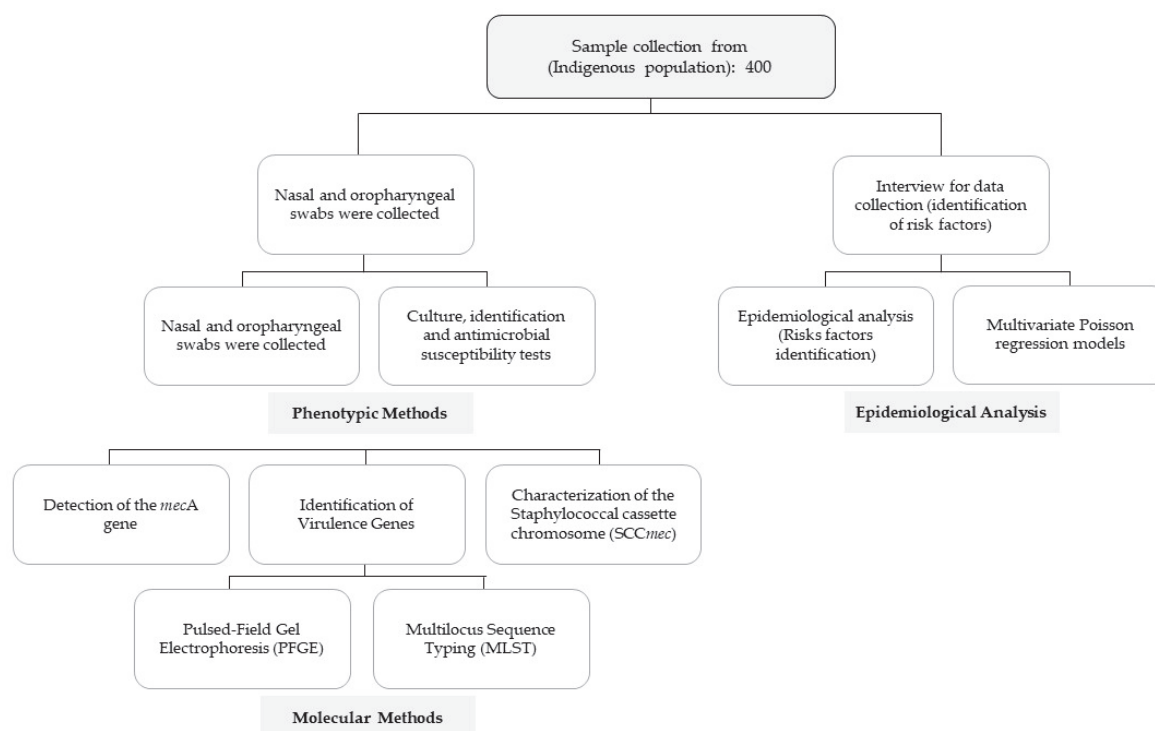 Sample collection from
(Indigenous population): 400
Nasal and oropharyngeal
swabs were collected
Interview for data
collection (identification
of risk factors)
Nasal and oropharyngeal
swabs were collected
Culture, identification
and antimicrobial
susceptibility tests
Epidemiological analysis
(Risks factors
identification)
Multivariate Poisson
regression models
Phenotypic Methods
Epidemiological Analysis
Detection of the mecA
gene
Identification of
Virulence Genes
Characterization of the
Staphylococcal cassette
chromosome (SCCmec)
Pulsed-Field Gel
Electrophoresis (PFGE)
Multilocus Sequence
Typing (MLST)
Molecular Methods